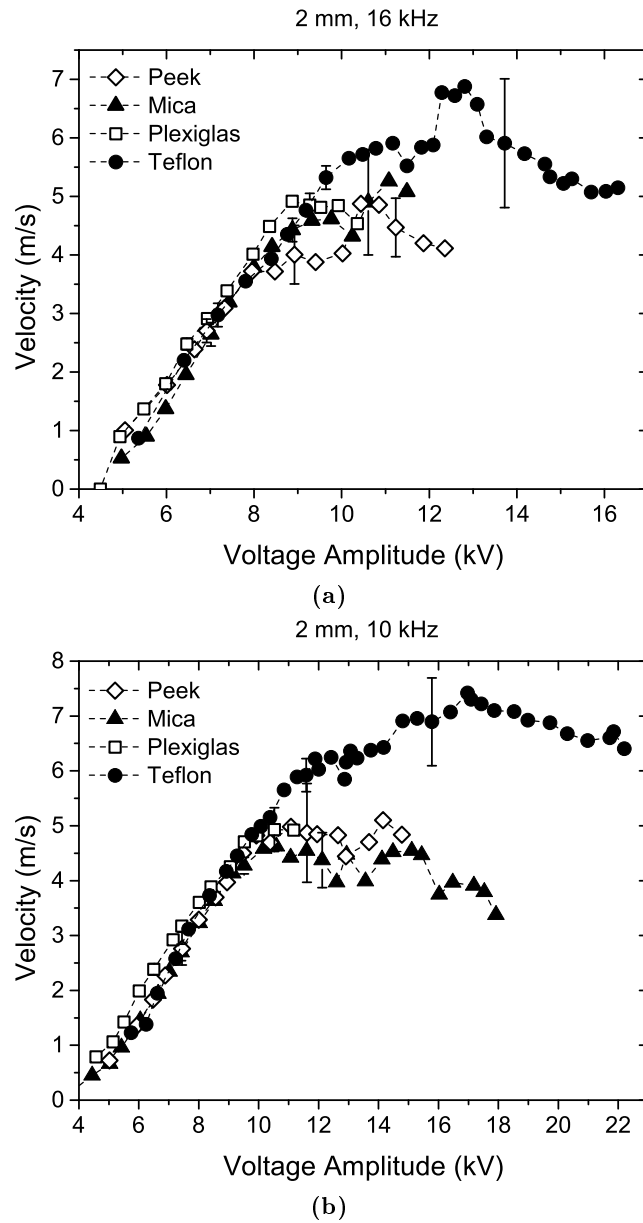 2 mm, 16 kHz
7
6
5
4
3
2
1
0
Velocity (m/s)
Peek
Mica
Plexiglas
Teflon
4 6 8 10 12 14 16
Voltage Amplitude (kV)
(a)
2 mm, 10 kHz
8
7
6
5
4
3
2
1
0
Velocity (m/s)
Peek
Mica
Plexiglas
Teflon
4 6 8 10 12 14 16 18 20 22
Voltage Amplitude (kV)
(b)